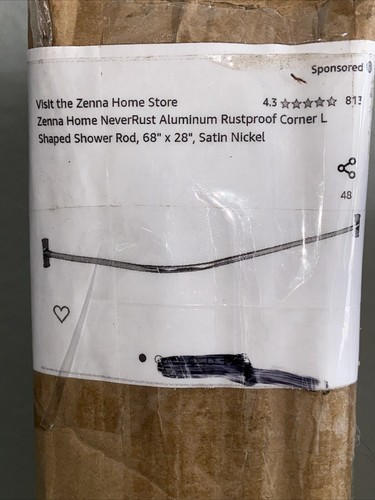 Sponsored
Visit the Zenna Home Store 4.3 813
Zenna Home NeverRust Aluminum Rustproof Corner L
Shaped Shower Rod, 68" x 28", Satin Nickel
48